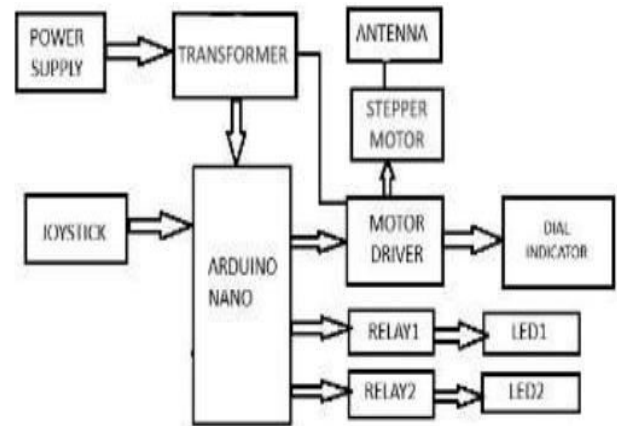 POWER
SUPPLY
TRANSFORMER
ANTENNA
STEPPER
MOTOR
JOYSTICK
ARDUINO
NANO
MOTOR
DRIVER
DIAL
INDICATOR
RELAY1
LED1
RELAY2
LED2